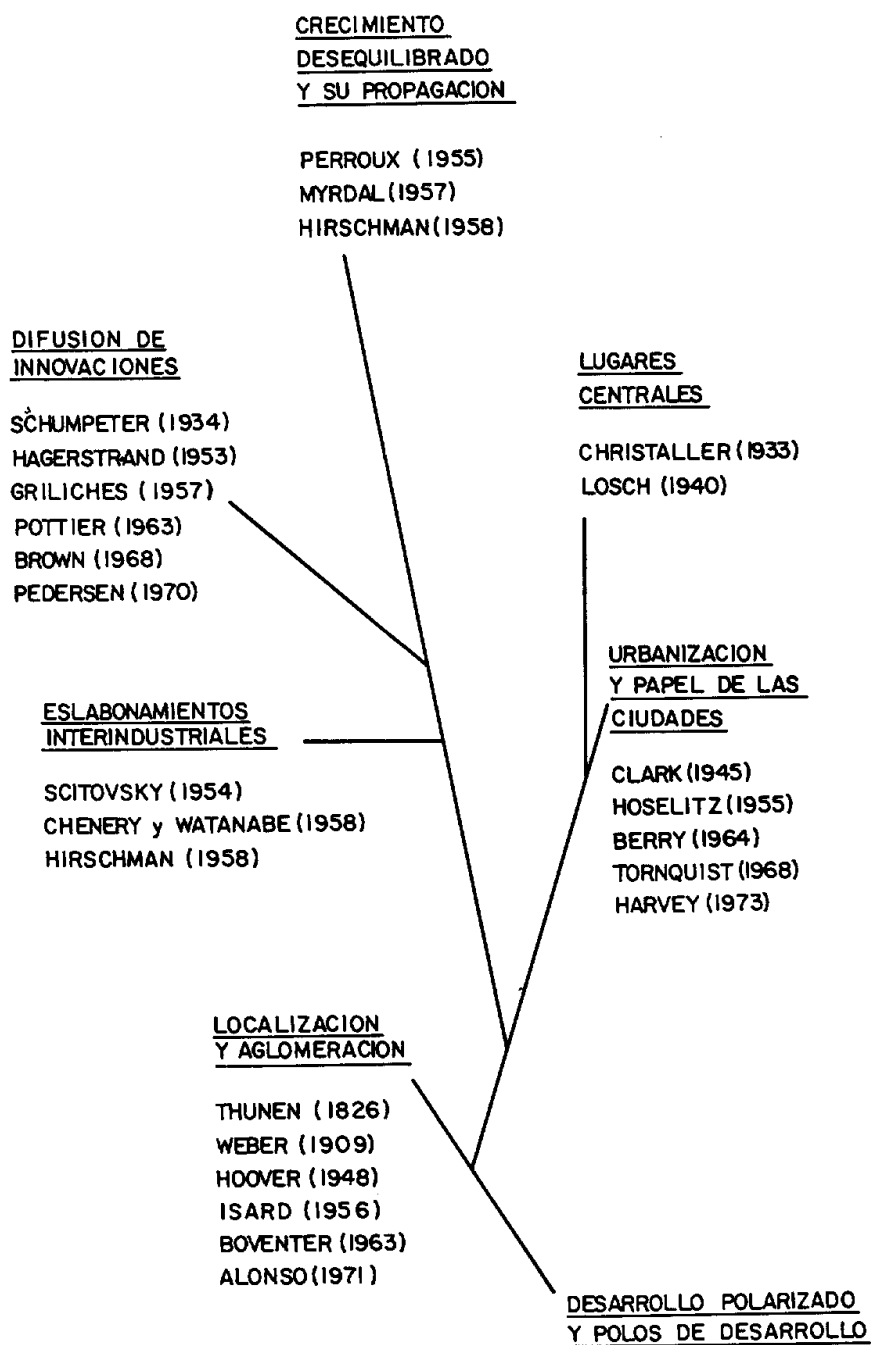 CRECIMIENTO
DESEQUILIBRADO
Y SU PROPAGACION
PERROUX (1955)
MYRDAL (1957)
HIRSCHMAN (1958)
DIFUSION DE
INNOVACIONES
SCHUMPETER (1934)
HAGERSTRAND (1953)
GRILICHES (1957)
POTTIER (1963)
BROWN (1968)
PEDERSEN (1970)
LUGARES
CENTRALES
CHRISTALLER (1933)
LOSCH (1940)
ESLABONAMIENTOS
INTERINDUSTRIALES
SCITOVSKY (1954)
CHENERY y WATANABE (1958)
HIRSCHMAN (1958)
URBANIZACION
Y PAPEL DE LAS
CIUDADES
CLARK (1945)
HOSELITZ (1955)
BERRY (1964)
TORNQUIST (1968)
HARVEY (1973)
LOCALIZACION
Y AGLOMERACION
THUNEN (1826)
WEBER (1909)
HOOVER (1948)
ISARD (1956)
BOVENTER (1963)
ALONSO (1971)
DESARROLLO POLARIZADO
Y POLOS DE DESARROLLO